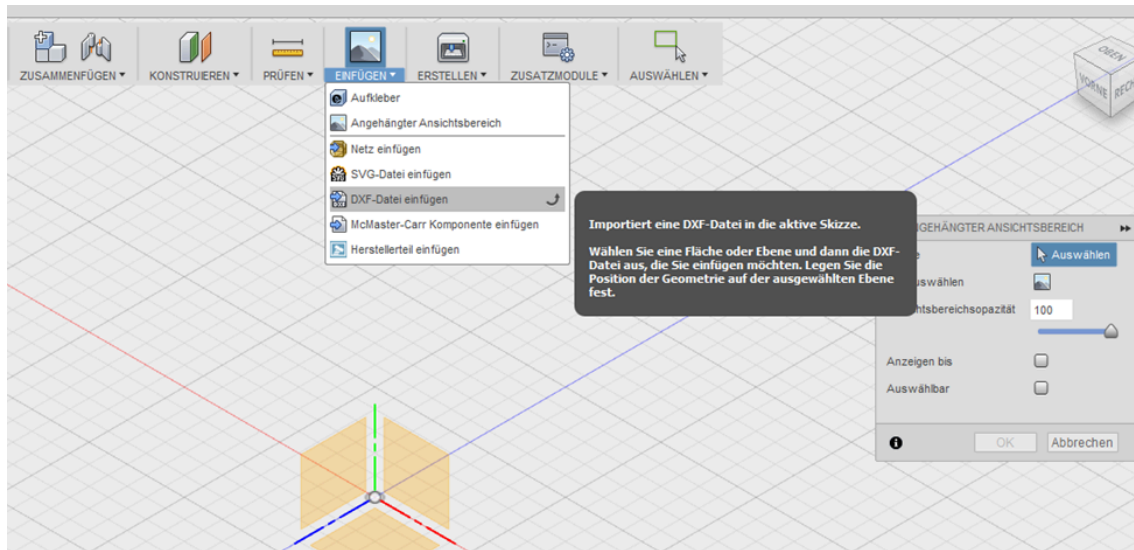 ZUSAMMENFÜGEN KONSTRUIEREN PRÜFEN EINFÜGEN ERSTELLEN ZUSATZMODULE AUSWÄHLEN
OBEN
VORNE
Aufkleber
Angehängter Ansichtsbereich
Netz einfügen
SVG-Datei einfügen
DXF-Datei einfügen
McMaster-Carr Komponente einfügen
Herstellerteil einfügen
Importiert eine DXF-Datei in die aktive Skizze.
Wählen Sie eine Fläche oder Ebene und dann die DXF-
Datei aus, die Sie einfügen möchten. Legen Sie die
Position der Geometrie auf der ausgewählten Ebene
fest.
NGEHÄNGTER ANSICHTSBEREICH
Auswählen
uswählen
htsbereichsopazität 100
Anzeigen bis
Auswählbar
OK Abbrechen